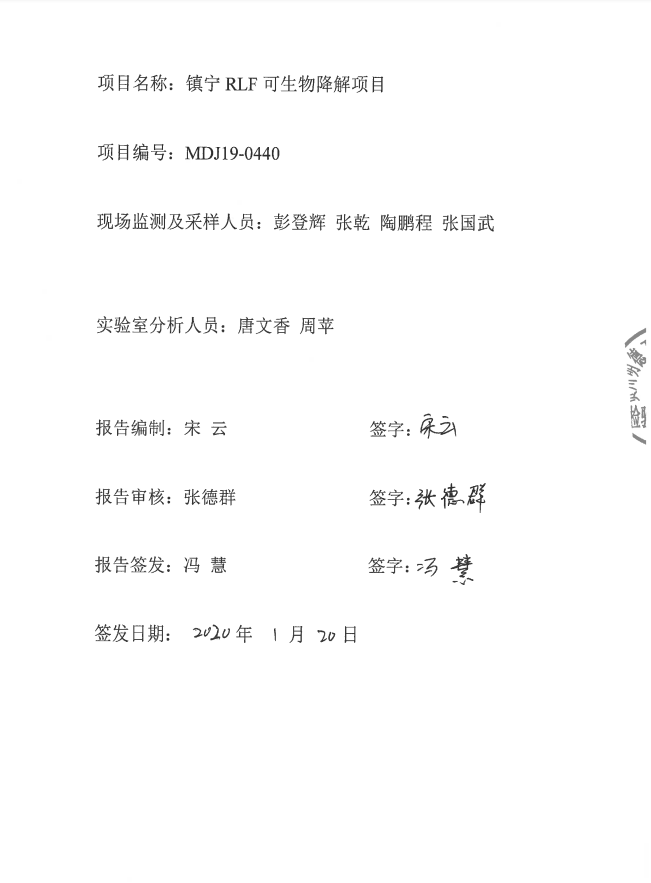 项目名称：镇宁 RLF 可生物降解项目
项目编号：MDJ19-0440
现场监测及采样人员：彭登辉 张乾 陶鹏程 张国武
实验室分析人员：唐文香 周苹
报告编制：宋 云 签字：宋云
报告审核：张德群 签字：张德群
报告签发：冯 慧 签字：冯慧
签发日期： 2020 年 1 月 20 日
检验